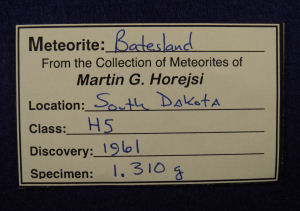 Meteorite: Batesland
From the Collection of Meteorites of
Martin G. Horejsi
Location: South Dakota
Class: H5
Discovery: 1961
Specimen: 1.310 g